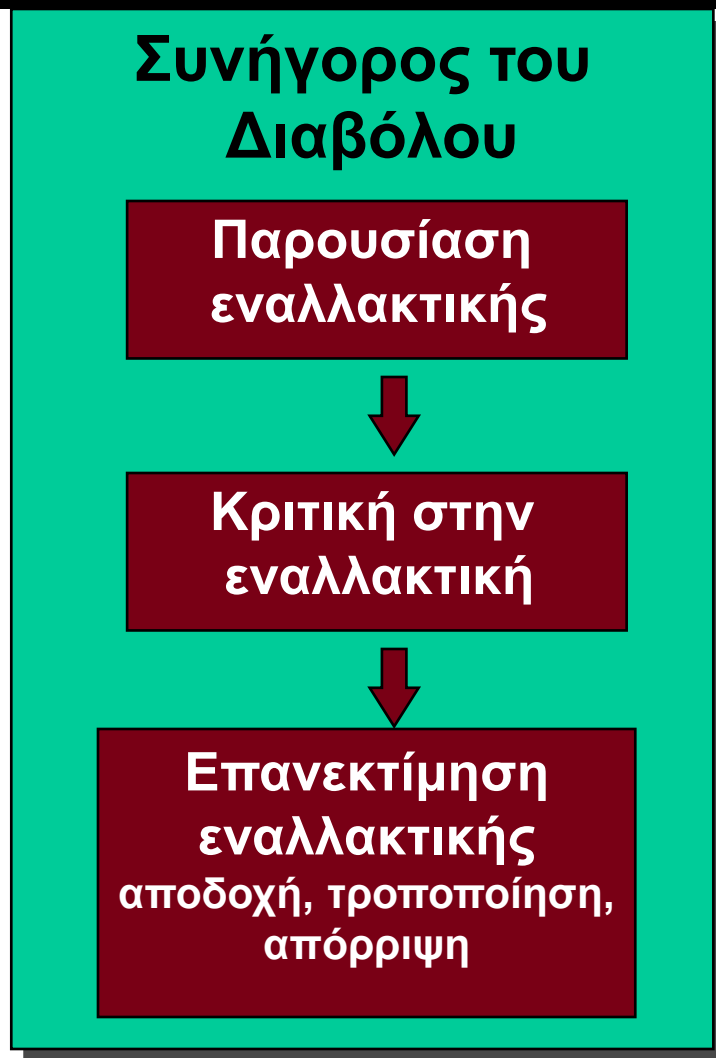 Συνήγορος του
Διαβόλου
Παρουσίαση
εναλλακτικής
Κριτική στην
εναλλακτική
Επανεκτίμηση
εναλλακτικής
αποδοχή, τροποποίηση,
απόρριψη